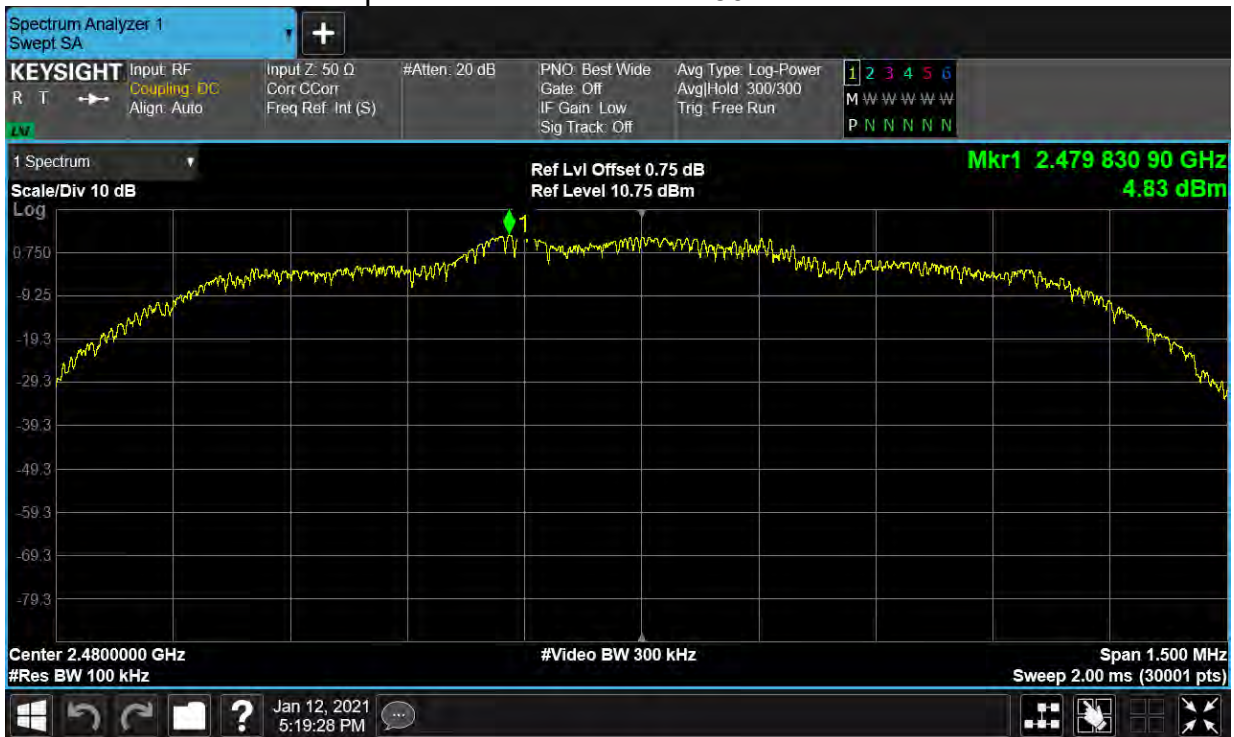 Spectrum Analyzer 1
Swept SA
+
KEYSIGHT Input: RF Input Z: 50 Ω #Atten: 20 dB PNO: Best Wide Avg Type: Log-Power 1 2 3 4 5 6
R T Coupling: DC Corr CCorr Gate: Off Avg|Hold: 300/300 M W W W W W
Align: Auto Freq Ref: Int (S) IF Gain: Low Trig: Free Run
LXI Sig Track: Off P N N N N N
1 Spectrum Ref Lvl Offset 0.75 dB Mkr1 2.479 830 90 GHz
Scale/Div 10 dB Ref Level 10.75 dBm 4.83 dBm
Log
1
0.750
-9.25
-19.3
-29.3
-39.3
-49.3
-59.3
-69.3
-79.3
Center 2.4800000 GHz #Video BW 300 kHz Span 1.500 MHz
#Res BW 100 kHz Sweep 2.00 ms (30001 pts)
? Jan 12, 2021
5:19:28 PM